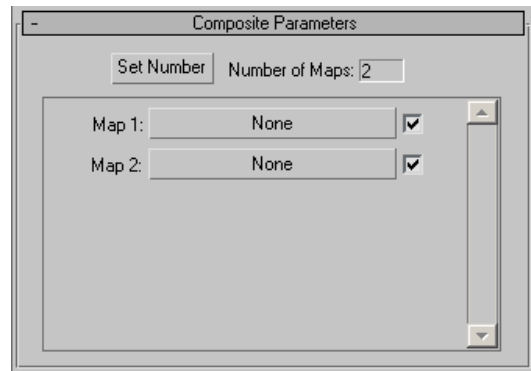 - Composite Parameters
Set Number Number of Maps: 2
Map 1: None
Map 2: None